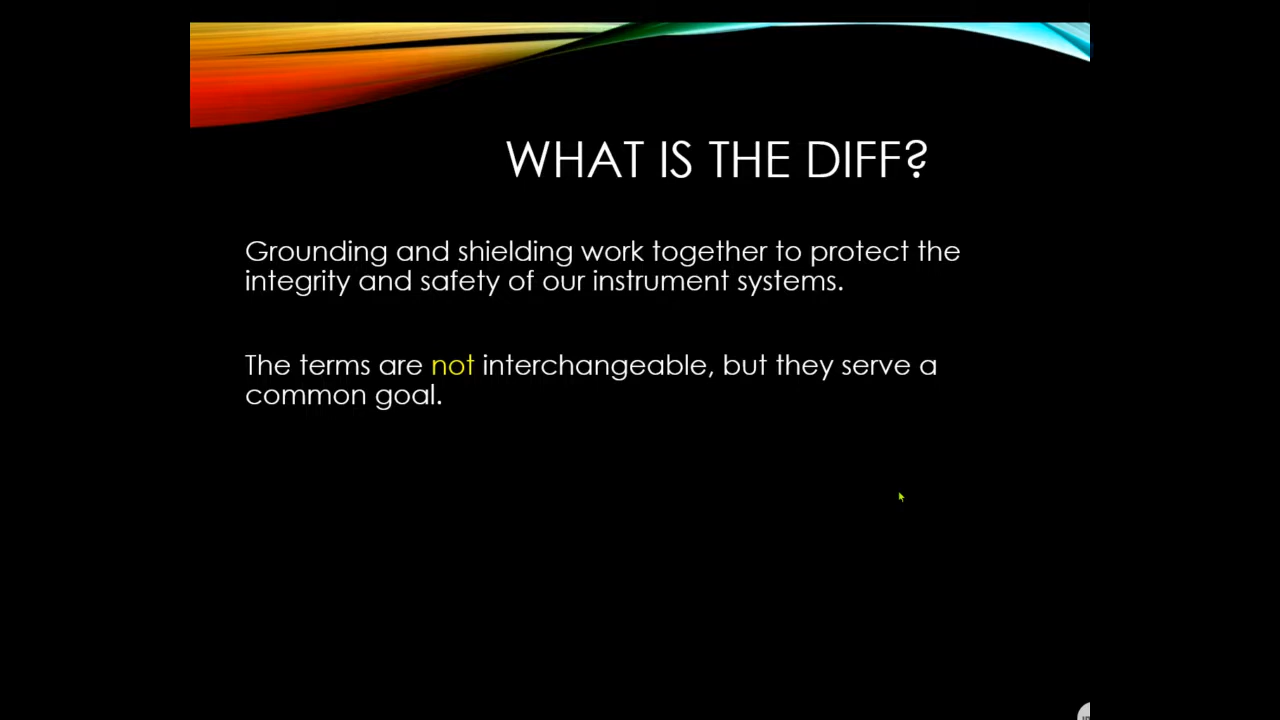 WHAT IS THE DIFF?
Grounding and shielding work together to protect the
integrity and safety of our instrument systems.
The terms are not interchangeable, but they serve a
common goal.